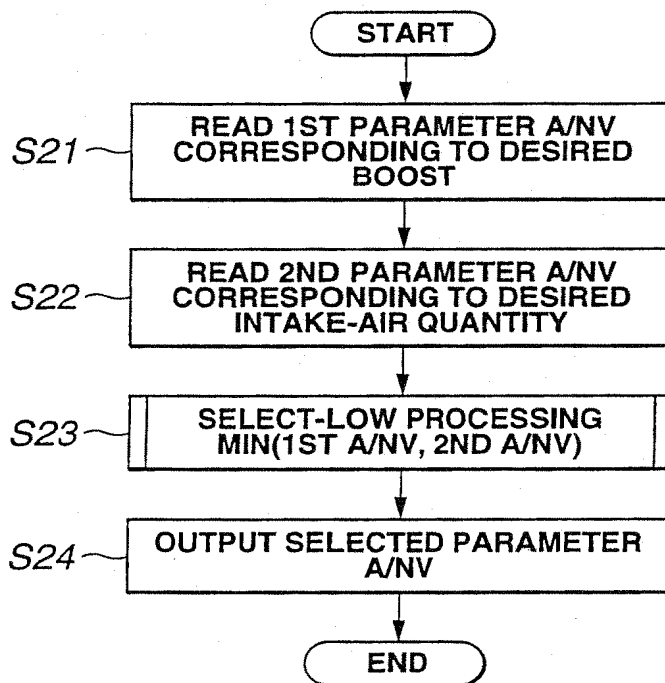 START
S21
READ 1ST PARAMETER A/NV
CORRESPONDING TO DESIRED
BOOST
S22
READ 2ND PARAMETER A/NV
CORRESPONDING TO DESIRED
INTAKE-AIR QUANTITY
S23
SELECT-LOW PROCESSING
MIN(1ST A/NV, 2ND A/NV)
S24
OUTPUT SELECTED PARAMETER
A/NV
END